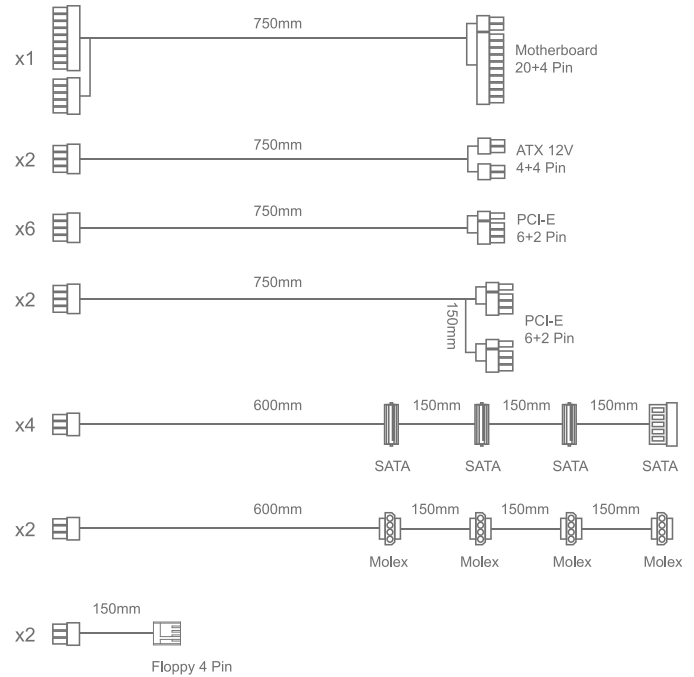 750mm
x1
Motherboard
20+4 Pin
750mm
x2
ATX 12V
4+4 Pin
750mm
x6
PCI-E
6+2 Pin
750mm
x2
150mm
PCI-E
6+2 Pin
600mm
150mm
150mm
150mm
x4
SATA
SATA
SATA
SATA
600mm
150mm
150mm
150mm
x2
Molex
Molex
Molex
Molex
150mm
x2
Floppy 4 Pin